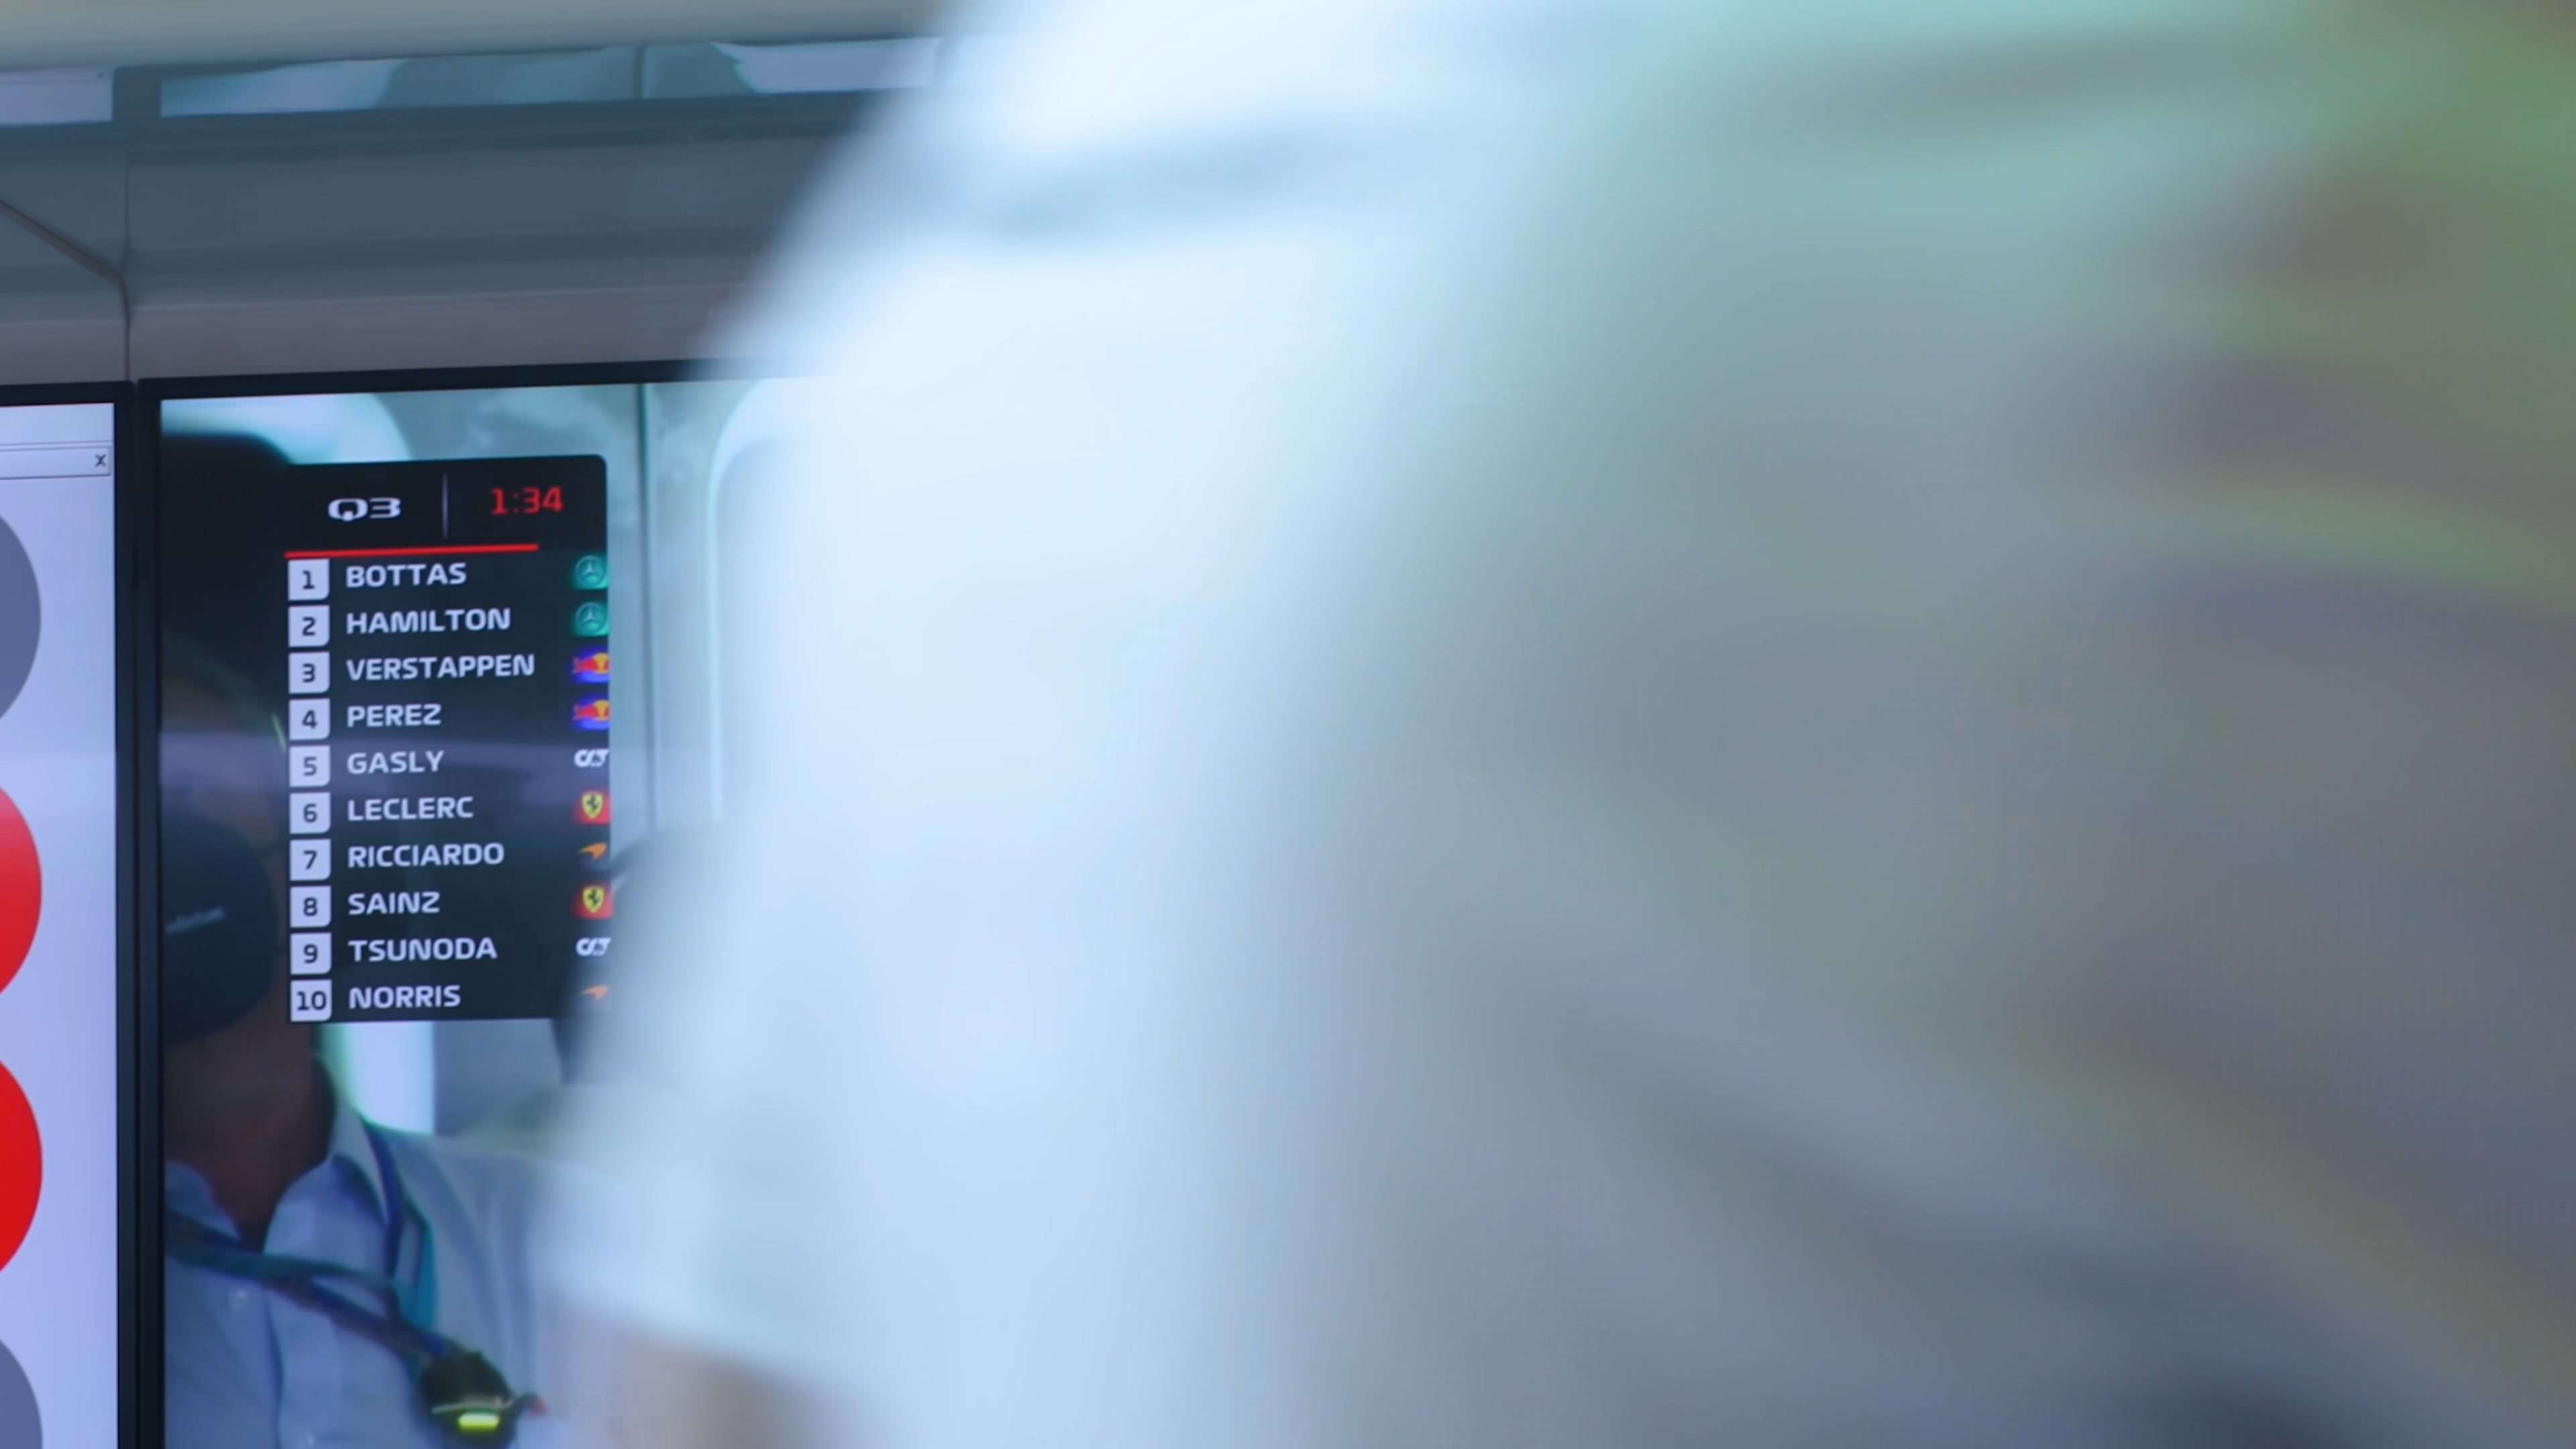 X
Q3 1:34
1 BOTTAS
2 HAMILTON
3 VERSTAPPEN
4 PEREZ
5 GASLY
6 LECLERC
7 RICCIARDO
8 SAINZ
9 TSUNODA
10 NORRIS